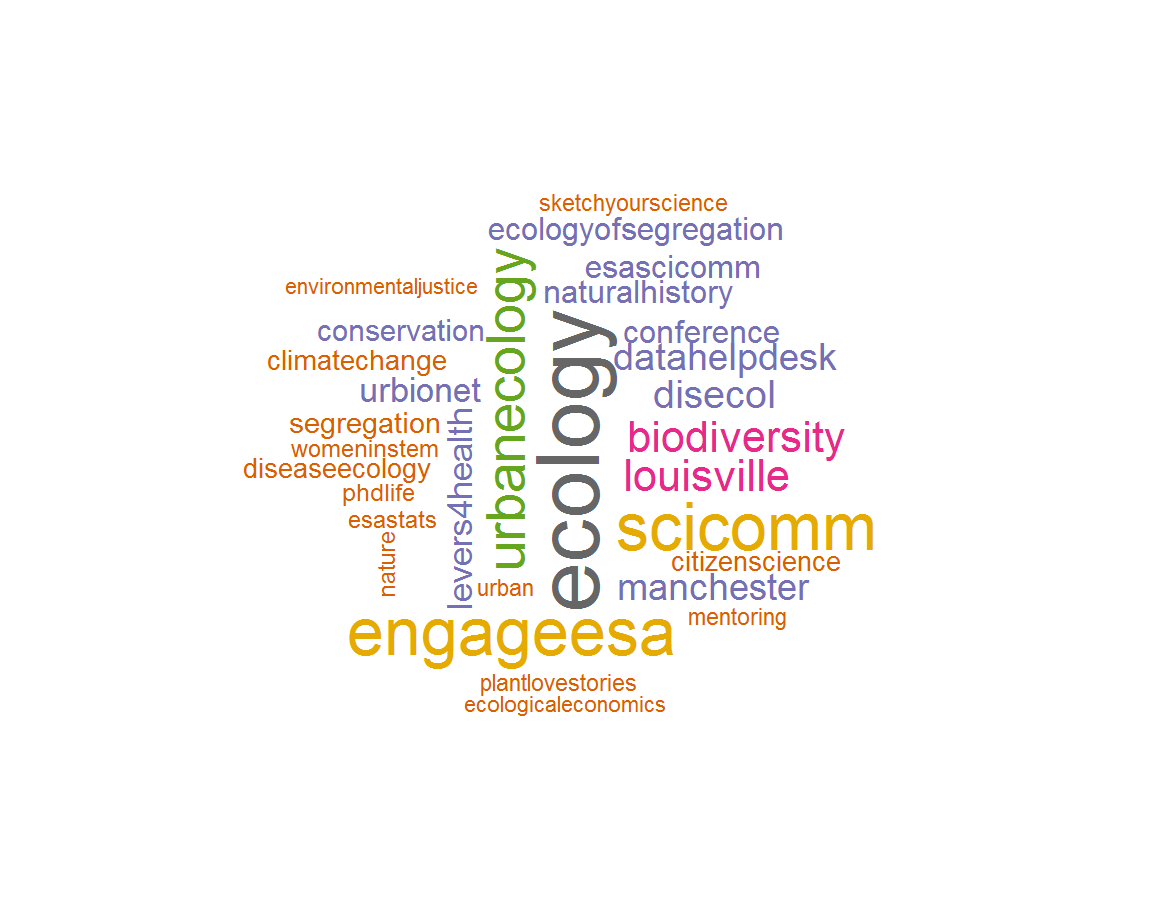 sketchyourscience
ecologyofsegregation
esascicomm
environmentaljustice
naturalhistory
urbanecology
ecology
conservation
conference
climatechange
datahelpdesk
urbionet
disecol
segregation
levers4health
biodiversity
womeninstem
diseaseecology
louisville
phdlife
esastats
scicomm
nature
citizenscience
urban
manchester
mentoring
engageesa
plantlovestories
ecologicaleconomics